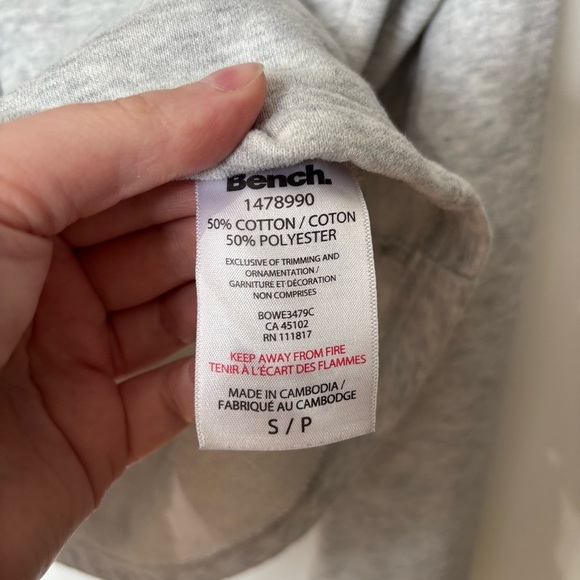 Bench.
1478990
50% COTTON / COTON
50% POLYESTER
EXCLUSIVE OF TRIMMING AND
ORNAMENTATION /
GARNITURE ET DÉCORATION
NON COMPRISES
BOWE3479C
CA 45102
RN 111817
KEEP AWAY FROM FIRE
TENIR À L'ÉCART DES FLAMMES
MADE IN CAMBODIA /
FABRIQUÉ AU CAMBODGE
S / P